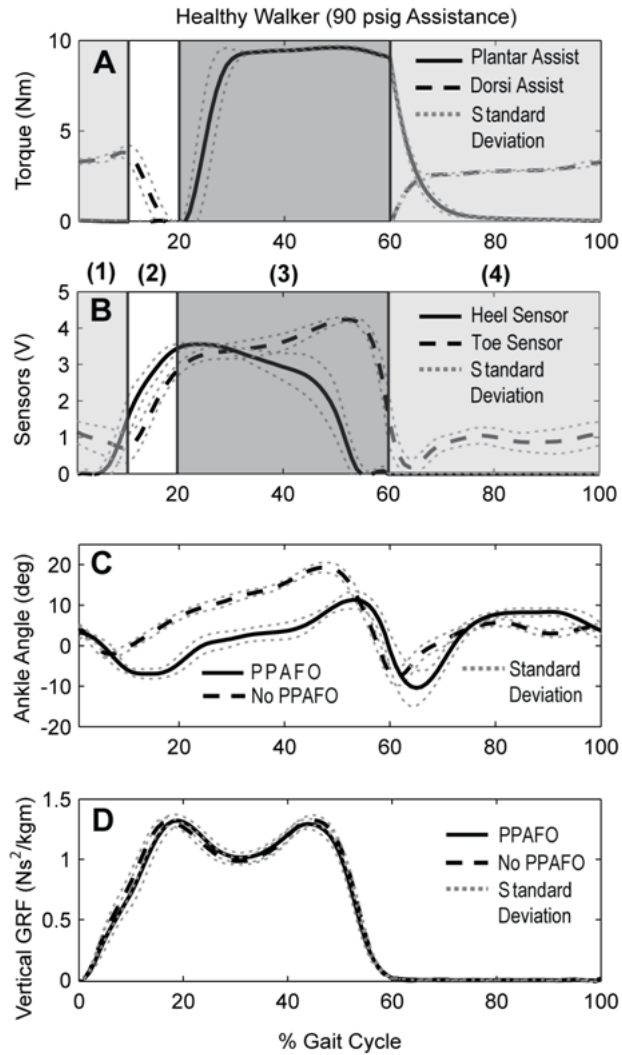 Healthy Walker (90 psig Assistance)
A
Torque (Nm)
10
5
0
Plantar Assist
Dorsi Assist
Standard
Deviation
20
40
60
80
100
(1)
(2)
(3)
(4)
B
Sensors (V)
5
4
3
2
1
0
Heel Sensor
Toe Sensor
Standard
Deviation
20
40
60
80
100
C
Ankle Angle (deg)
20
10
0
-10
-20
PPAFO
No PPAFO
Standard
Deviation
20
40
60
80
100
D
Vertical GRF (Ns²/kgm)
1.5
1
0.5
0
PPAFO
No PPAFO
Standard
Deviation
0
20
40
60
80
100
% Gait Cycle